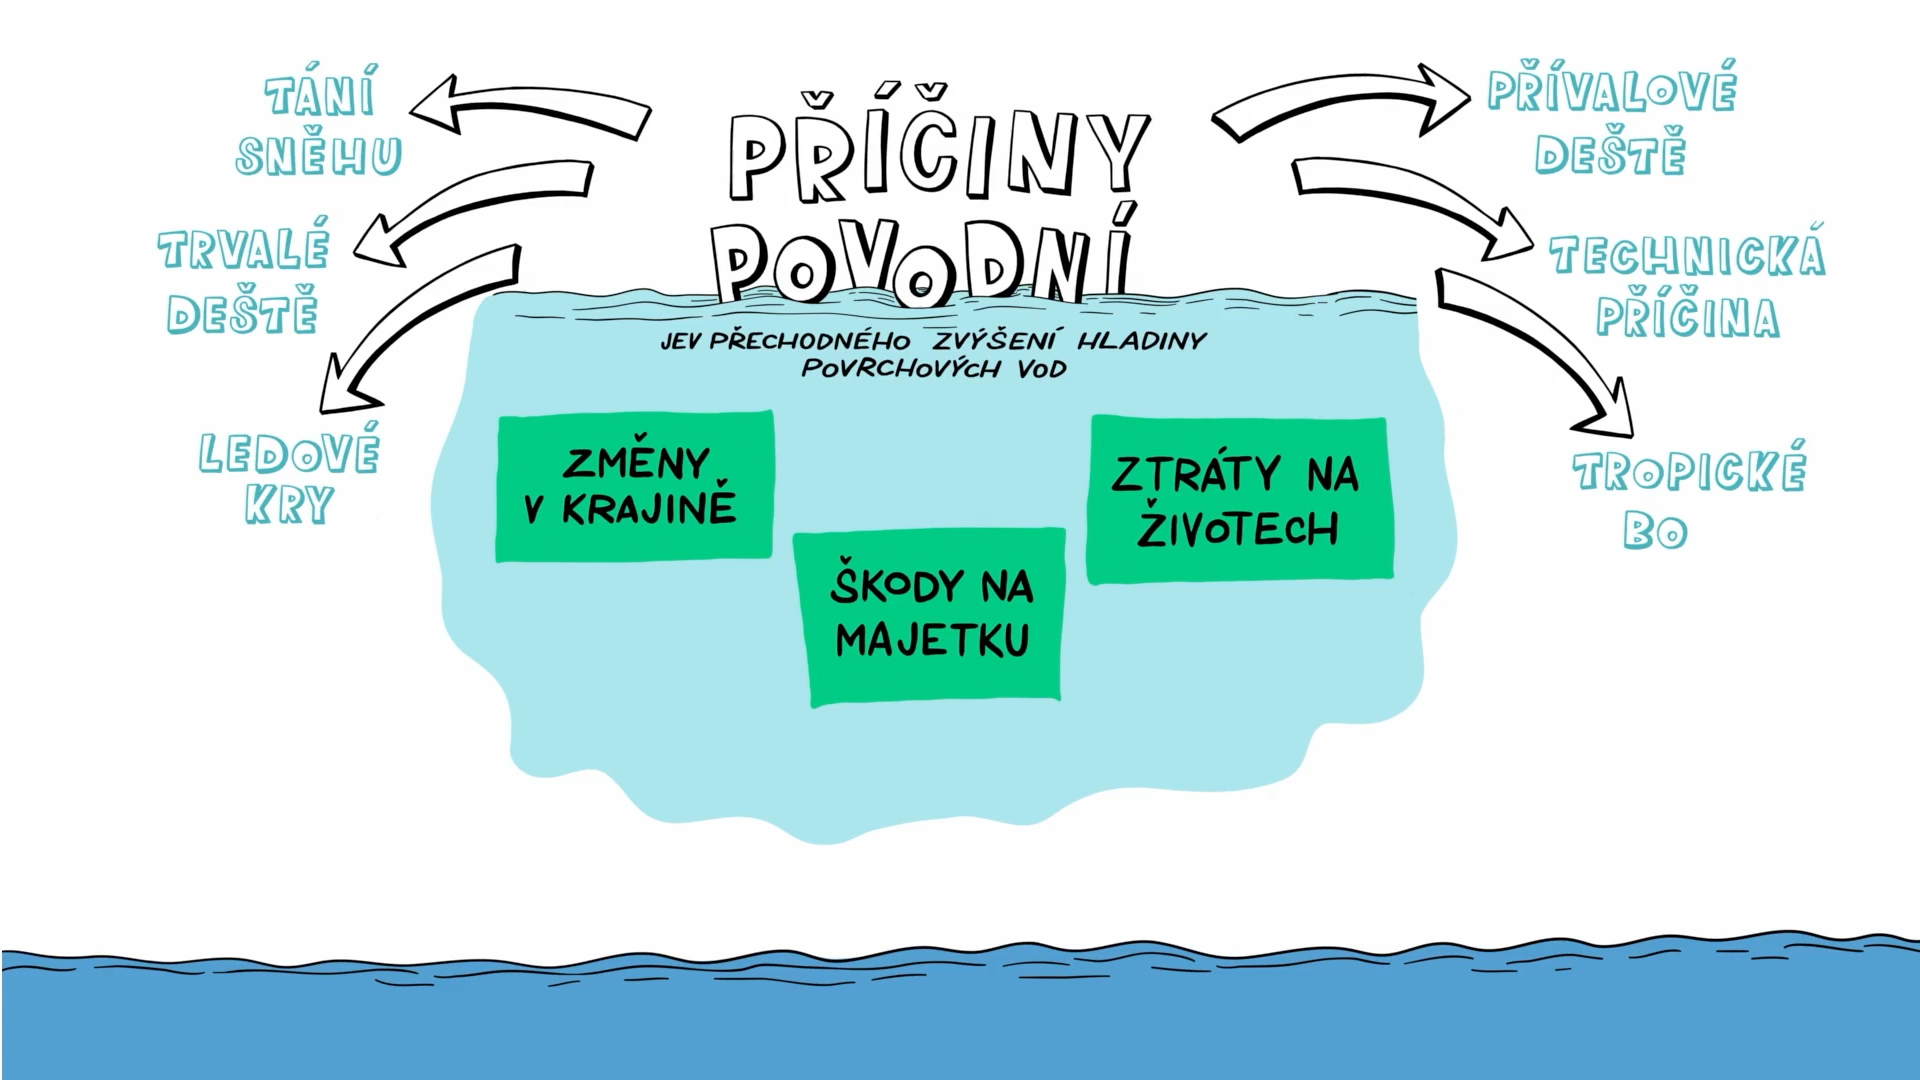 PŘÍČINY
POVODNÍ
JEV PŘECHODNÉHO ZVÝŠENÍ HLADINY
POVRCHOVÝCH VOD
TÁNÍ
SNĚHU
TRVALÉ
DEŠTĚ
LEDOVÉ
KRY
PŘÍVALOVÉ
DEŠTĚ
TECHNICKÁ
PŘÍČINA
TROPICKÉ
BO
ZMĚNY
V KRAJINĚ
ŠKODY NA
MAJETKU
ZTRÁTY NA
ŽIVOTECH